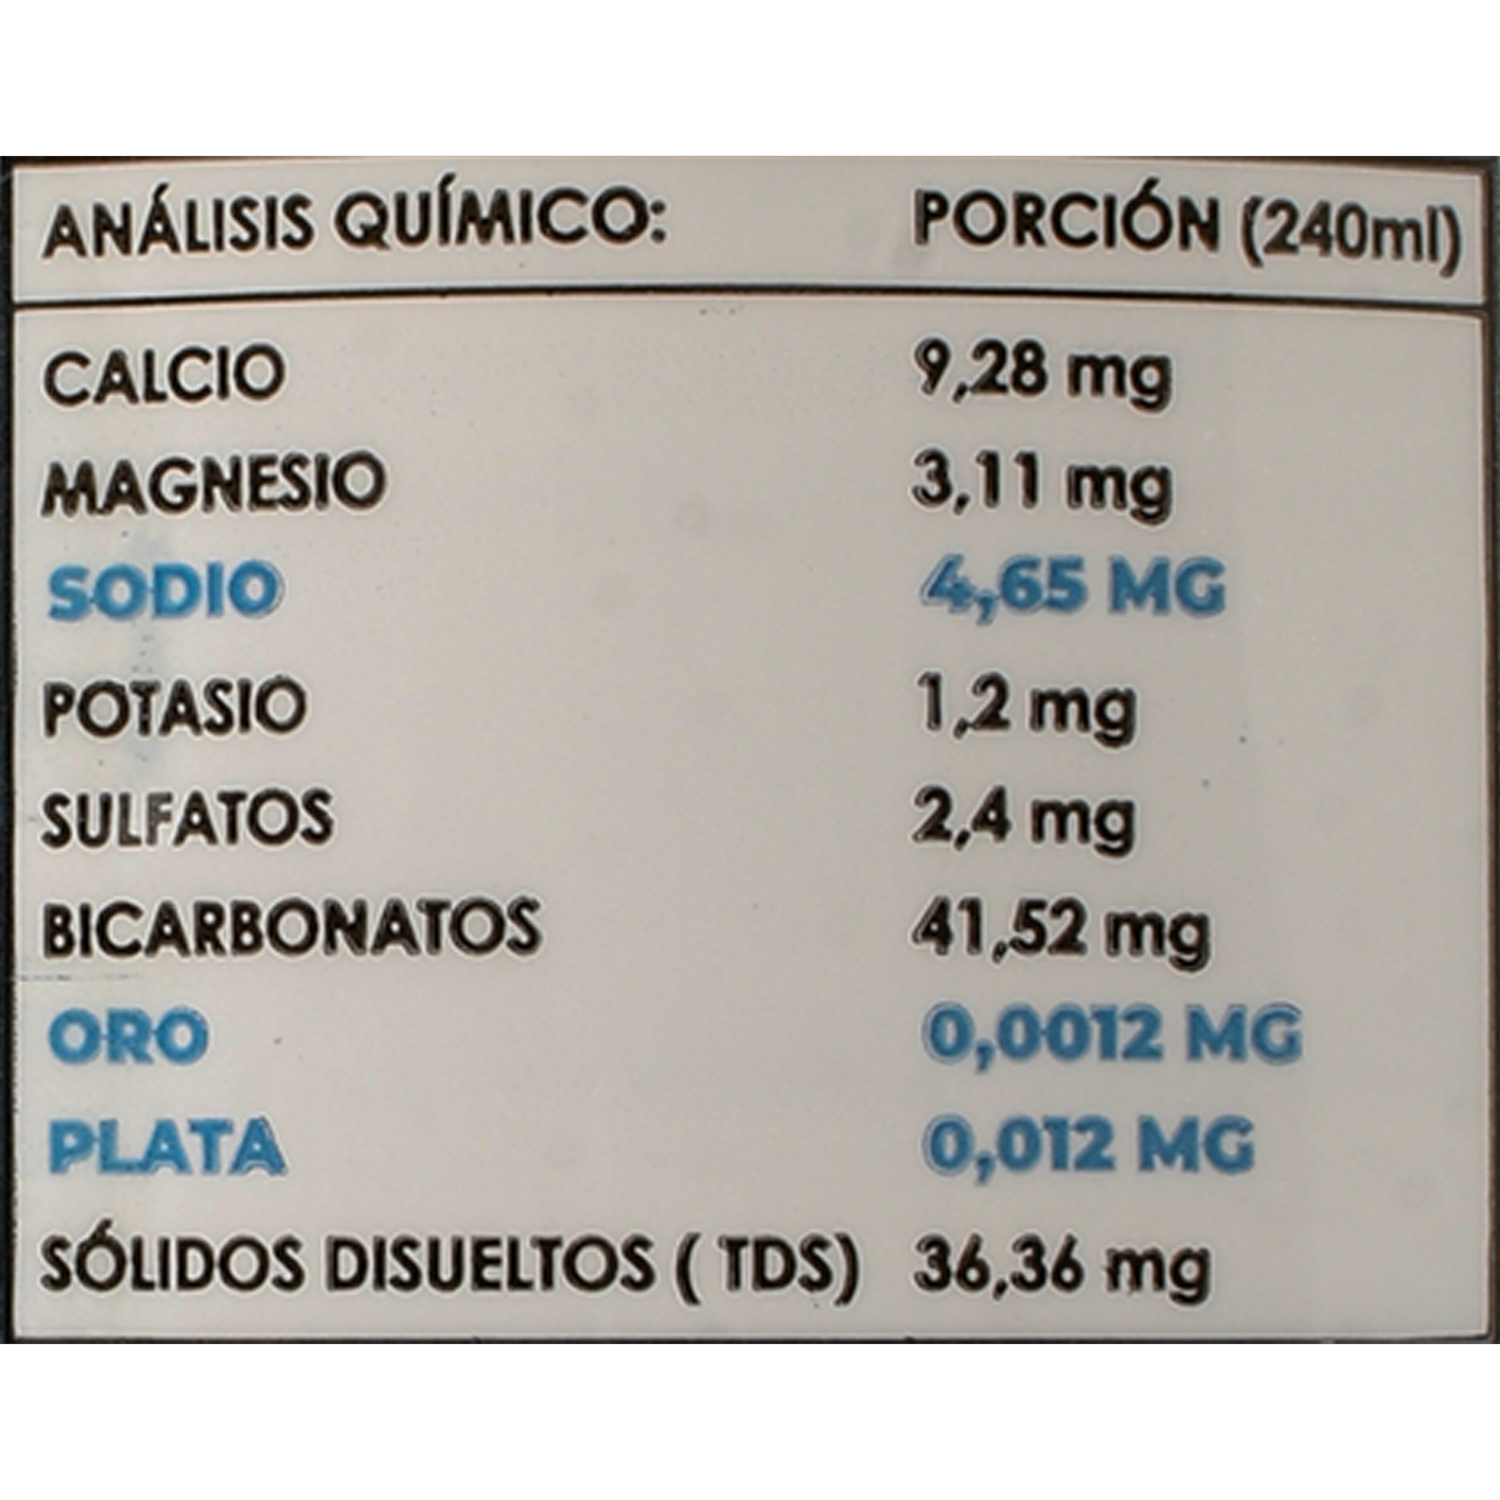 ANÁLISIS QUÍMICO: PORCIÓN (240ml)
CALCIO 9,28 mg
MAGNESIO 3,11 mg
SODIO 4,65 MG
POTASIO 1,2 mg
SULFATOS 2,4 mg
BICARBONATOS 41,52 mg
ORO 0,0012 MG
PLATA 0,012 MG
SÓLIDOS DISUELTOS ( TDS) 36,36 mg